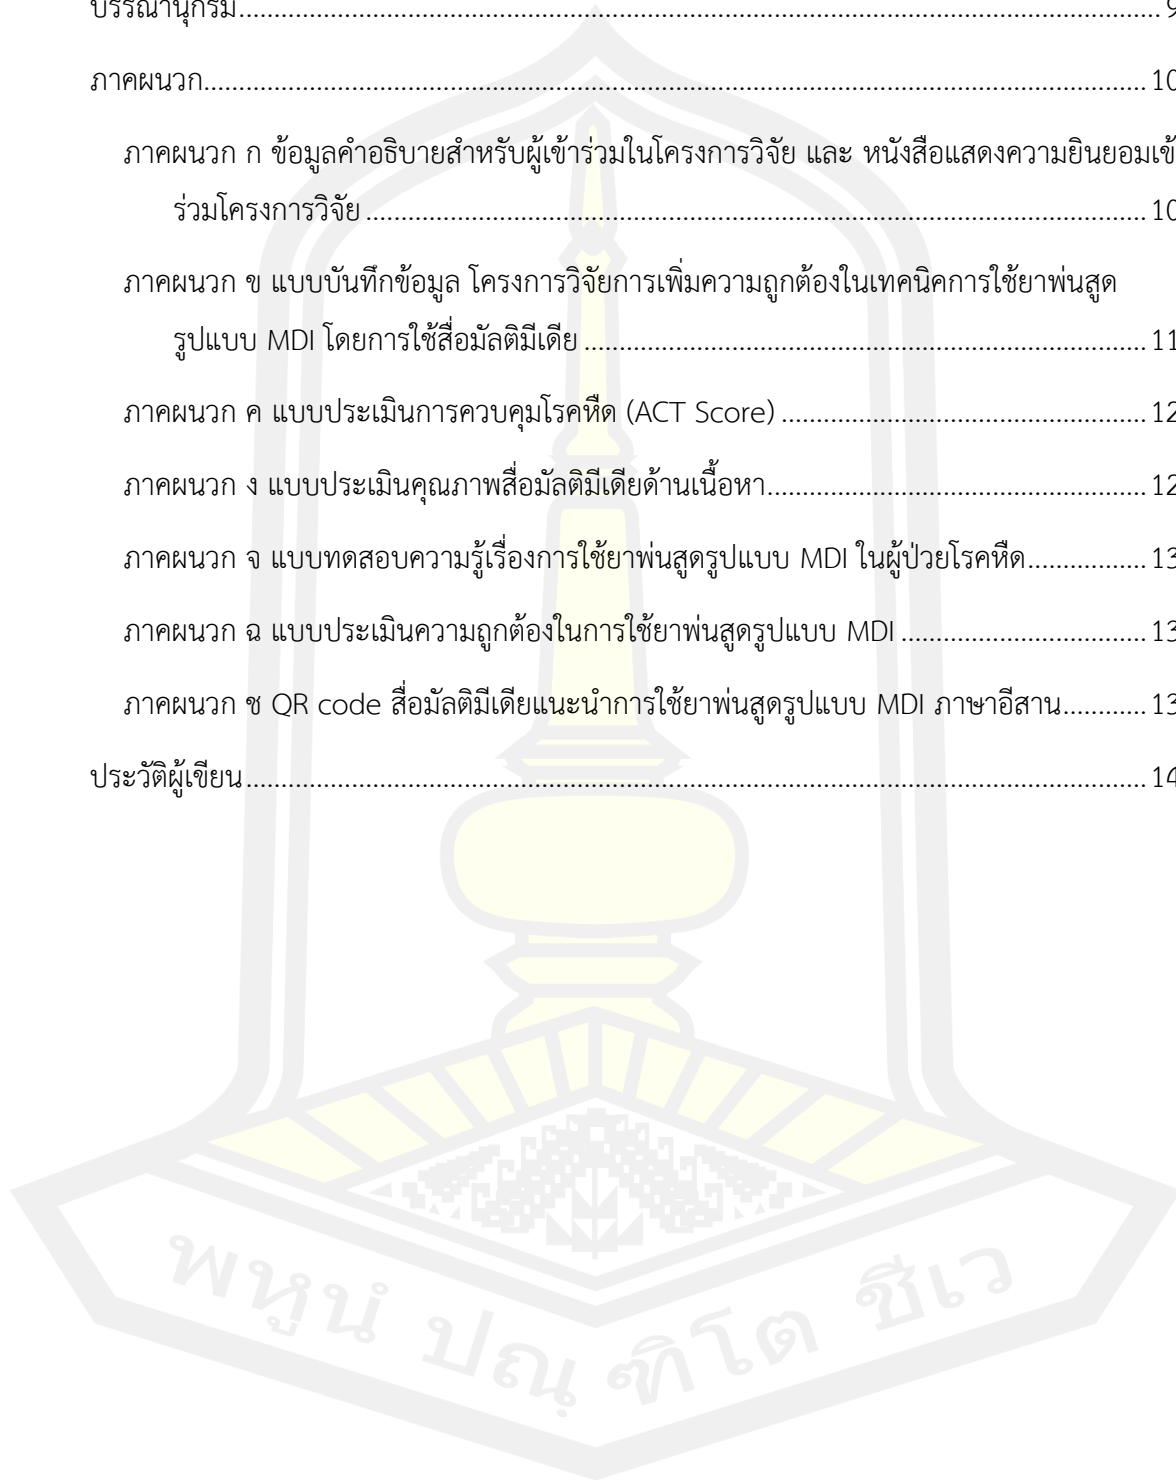 บรรณานุกรม.......................................................................................................................9
ภาคผนวก.......................................................................................................................10
ภาคผนวก ก ข้อมูลคำอธิบายสำหรับผู้เข้าร่วมในโครงการวิจัย และ หนังสือแสดงความยินยอมเข้
ร่วมโครงการวิจัย.......................................................................................................10
ภาคผนวก ข แบบบันทึกข้อมูล โครงการวิจัยการเพิ่มความถูกต้องในเทคนิคการใช้ยาพ่นสูด
รูปแบบ MDI โดยการใช้สื่อมัลติมีเดีย.......................................................................11
ภาคผนวก ค แบบประเมินการควบคุมโรคหืด (ACT Score)..............................................12
ภาคผนวก ง แบบประเมินคุณภาพสื่อมัลติมีเดียด้านเนื้อหา................................................12
ภาคผนวก จ แบบทดสอบความรู้เรื่องการใช้ยาพ่นสูดรูปแบบ MDI ในผู้ป่วยโรคหืด.................13
ภาคผนวก ฉ แบบประเมินความถูกต้องในการใช้ยาพ่นสูดรูปแบบ MDI...............................13
ภาคผนวก ช QR code สื่อมัลติมีเดียแนะนำการใช้ยาพ่นสูดรูปแบบ MDI ภาษาอีสาน............13
ประวัติผู้เขียน.................................................................................................................14
พหูนํ ปณฺฑิโต ชีเว